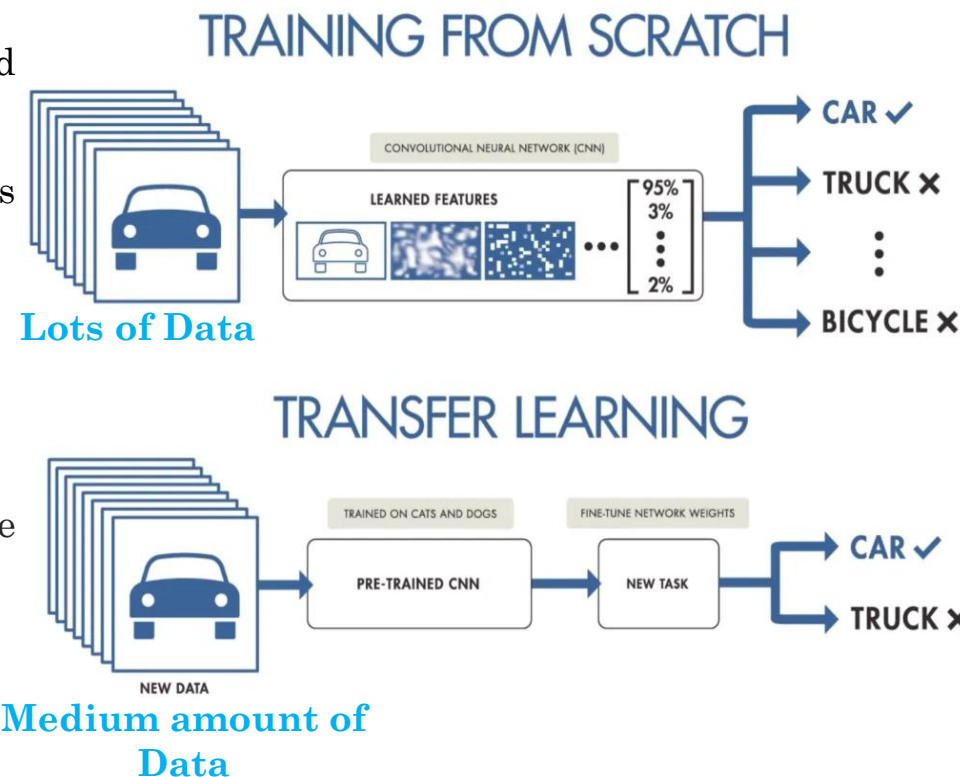 TRAINING FROM SCRATCH
d
s
CONVOLUTIONAL NEURAL NETWORK (CNN)
LEARNED FEATURES
95%
3%
2%
CAR ✓
TRUCK ×
BICYCLE ×
Lots of Data
TRANSFER LEARNING
e
TRAINED ON CATS AND DOGS
FINE-TUNE NETWORK WEIGHTS
PRE-TRAINED CNN
NEW TASK
CAR ✓
TRUCK ×
NEW DATA
Medium amount of
Data